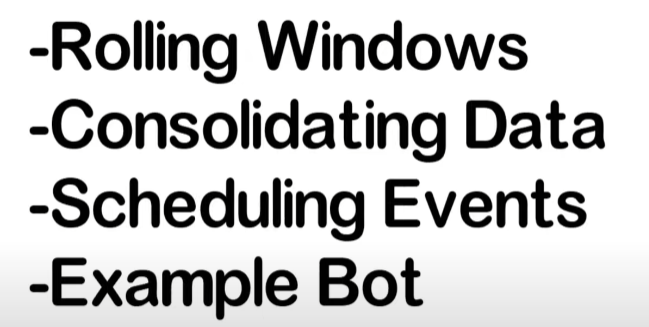 -Rolling Windows
-Consolidating Data
-Scheduling Events
-Example Bot